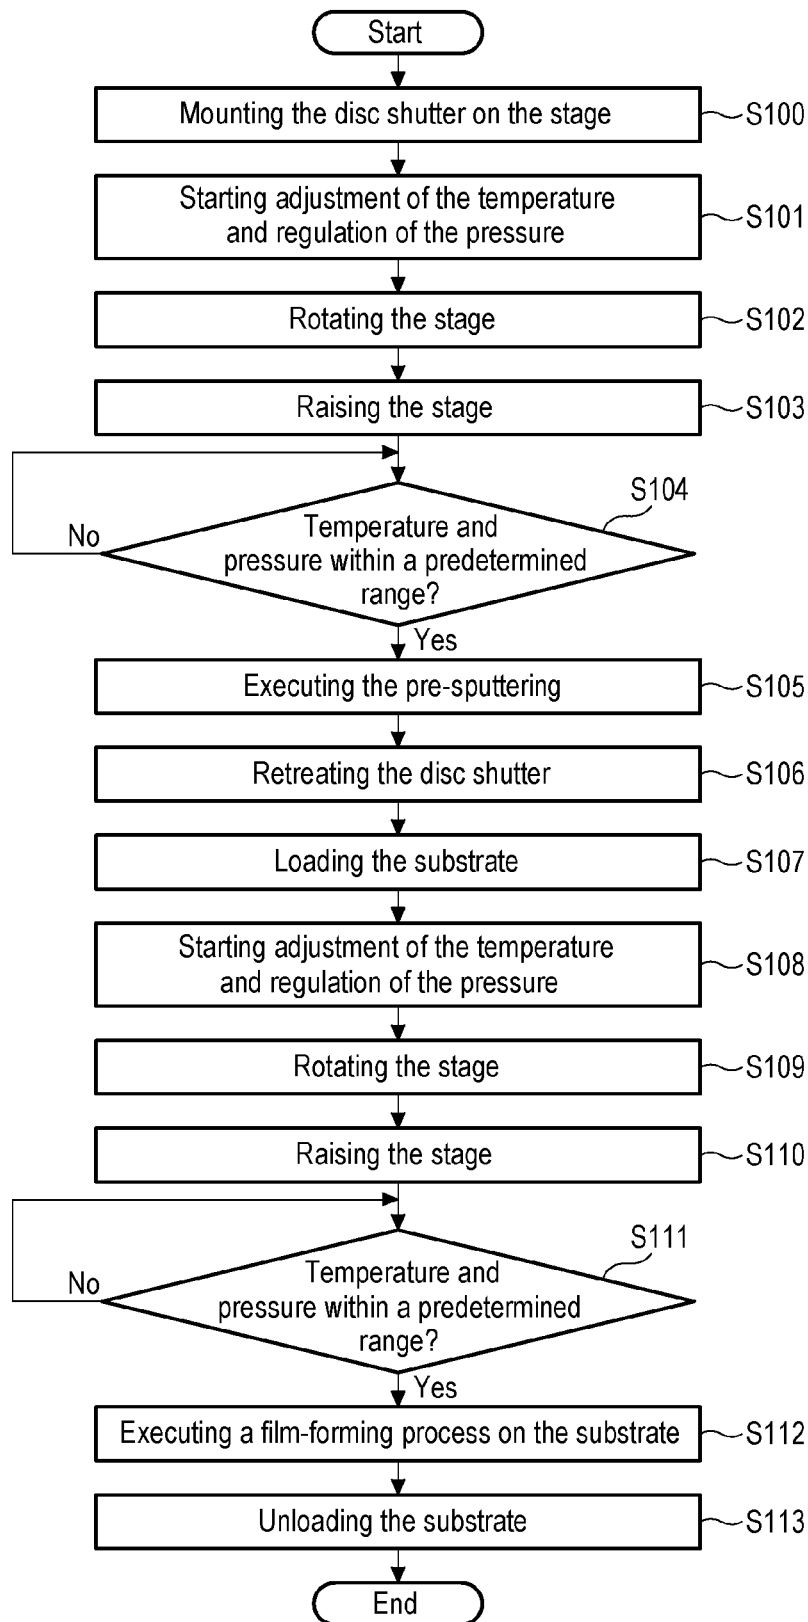 Start
Mounting the disc shutter on the stage
S100
Starting adjustment of the temperature
and regulation of the pressure
S101
Rotating the stage
S102
Raising the stage
S103
S104
No
Temperature and
pressure within a predetermined
range?
Yes
Executing the pre-sputtering
S105
Retreating the disc shutter
S106
Loading the substrate
S107
Starting adjustment of the temperature
and regulation of the pressure
S108
Rotating the stage
S109
Raising the stage
S110
S111
No
Temperature and
pressure within a predetermined
range?
Yes
Executing a film-forming process on the substrate
S112
Unloading the substrate
S113
End